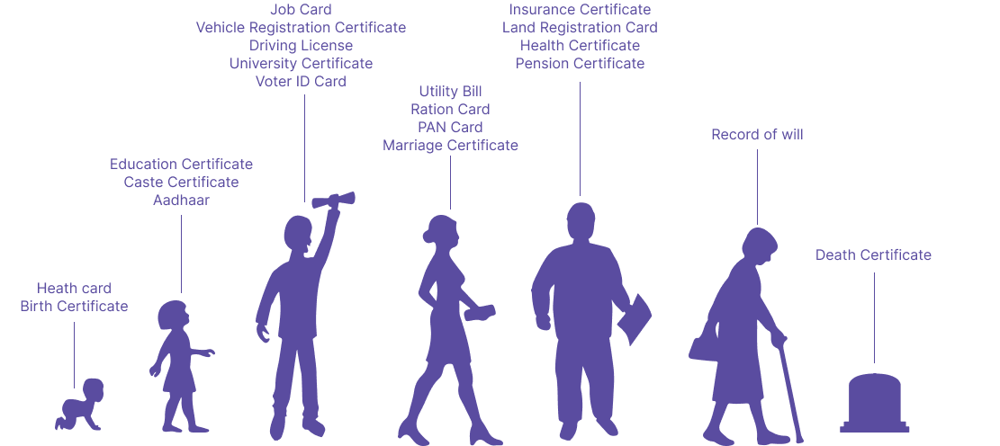 Heath card
Birth Certificate
Education Certificate
Caste Certificate
Aadhaar
Job Card
Vehicle Registration Certificate
Driving License
University Certificate
Voter ID Card
Utility Bill
Ration Card
PAN Card
Marriage Certificate
Insurance Certificate
Land Registration Card
Health Certificate
Pension Certificate
Record of will
Death Certificate